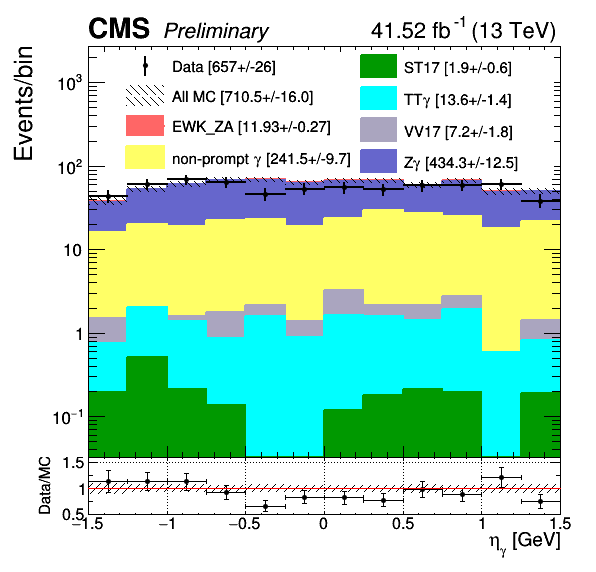 CMS Preliminary 41.52 fb⁻¹ (13 TeV)
Events/bin
Data [657+/-26]
All MC [710.5+/-16.0]
EWK_ZA [11.93+/-0.27]
non-prompt γ [241.5+/-9.7]
ST17 [1.9+/-0.6]
TTγ [13.6+/-1.4]
VV17 [7.2+/-1.8]
Zγ [434.3+/-12.5]
10³
10²
10
1
10⁻¹
Data/MC
1.5
1
0.5
−1.5 −1 −0.5 0 0.5 1 1.5
η_γ [GeV]